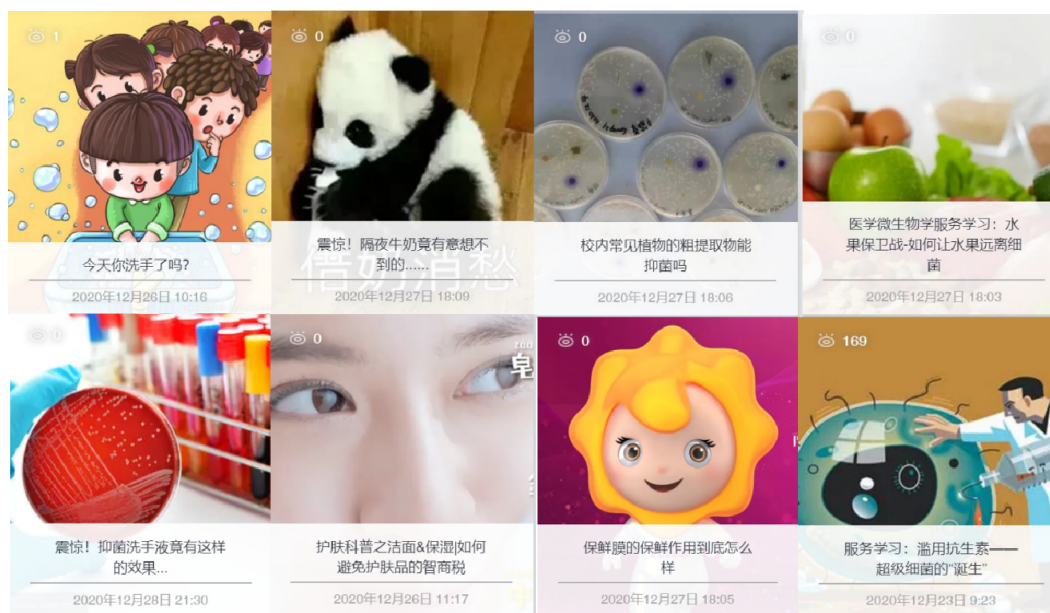 1
今天你洗手了吗?
2020年12月26日 10:16
0
震惊！隔夜牛奶竟有意想不
到的......
2020年12月27日 18:09
0
校内常见植物的粗提取物能
抑菌吗
2020年12月27日 18:06
0
医学微生物学服务学习：水
果保卫战-如何让水果远离细
菌
2020年12月27日 18:03
0
震惊！抑菌洗手液竟有这样
的效果...
2020年12月28日 21:30
0
皂
护肤科普之洁面&保湿|如何
避免护肤品的智商税
2020年12月26日 11:17
0
保鲜膜的保鲜作用到底怎么
样
2020年12月27日 18:05
169
服务学习：滥用抗生素——
超级细菌的“诞生”
2020年12月23日 9:23